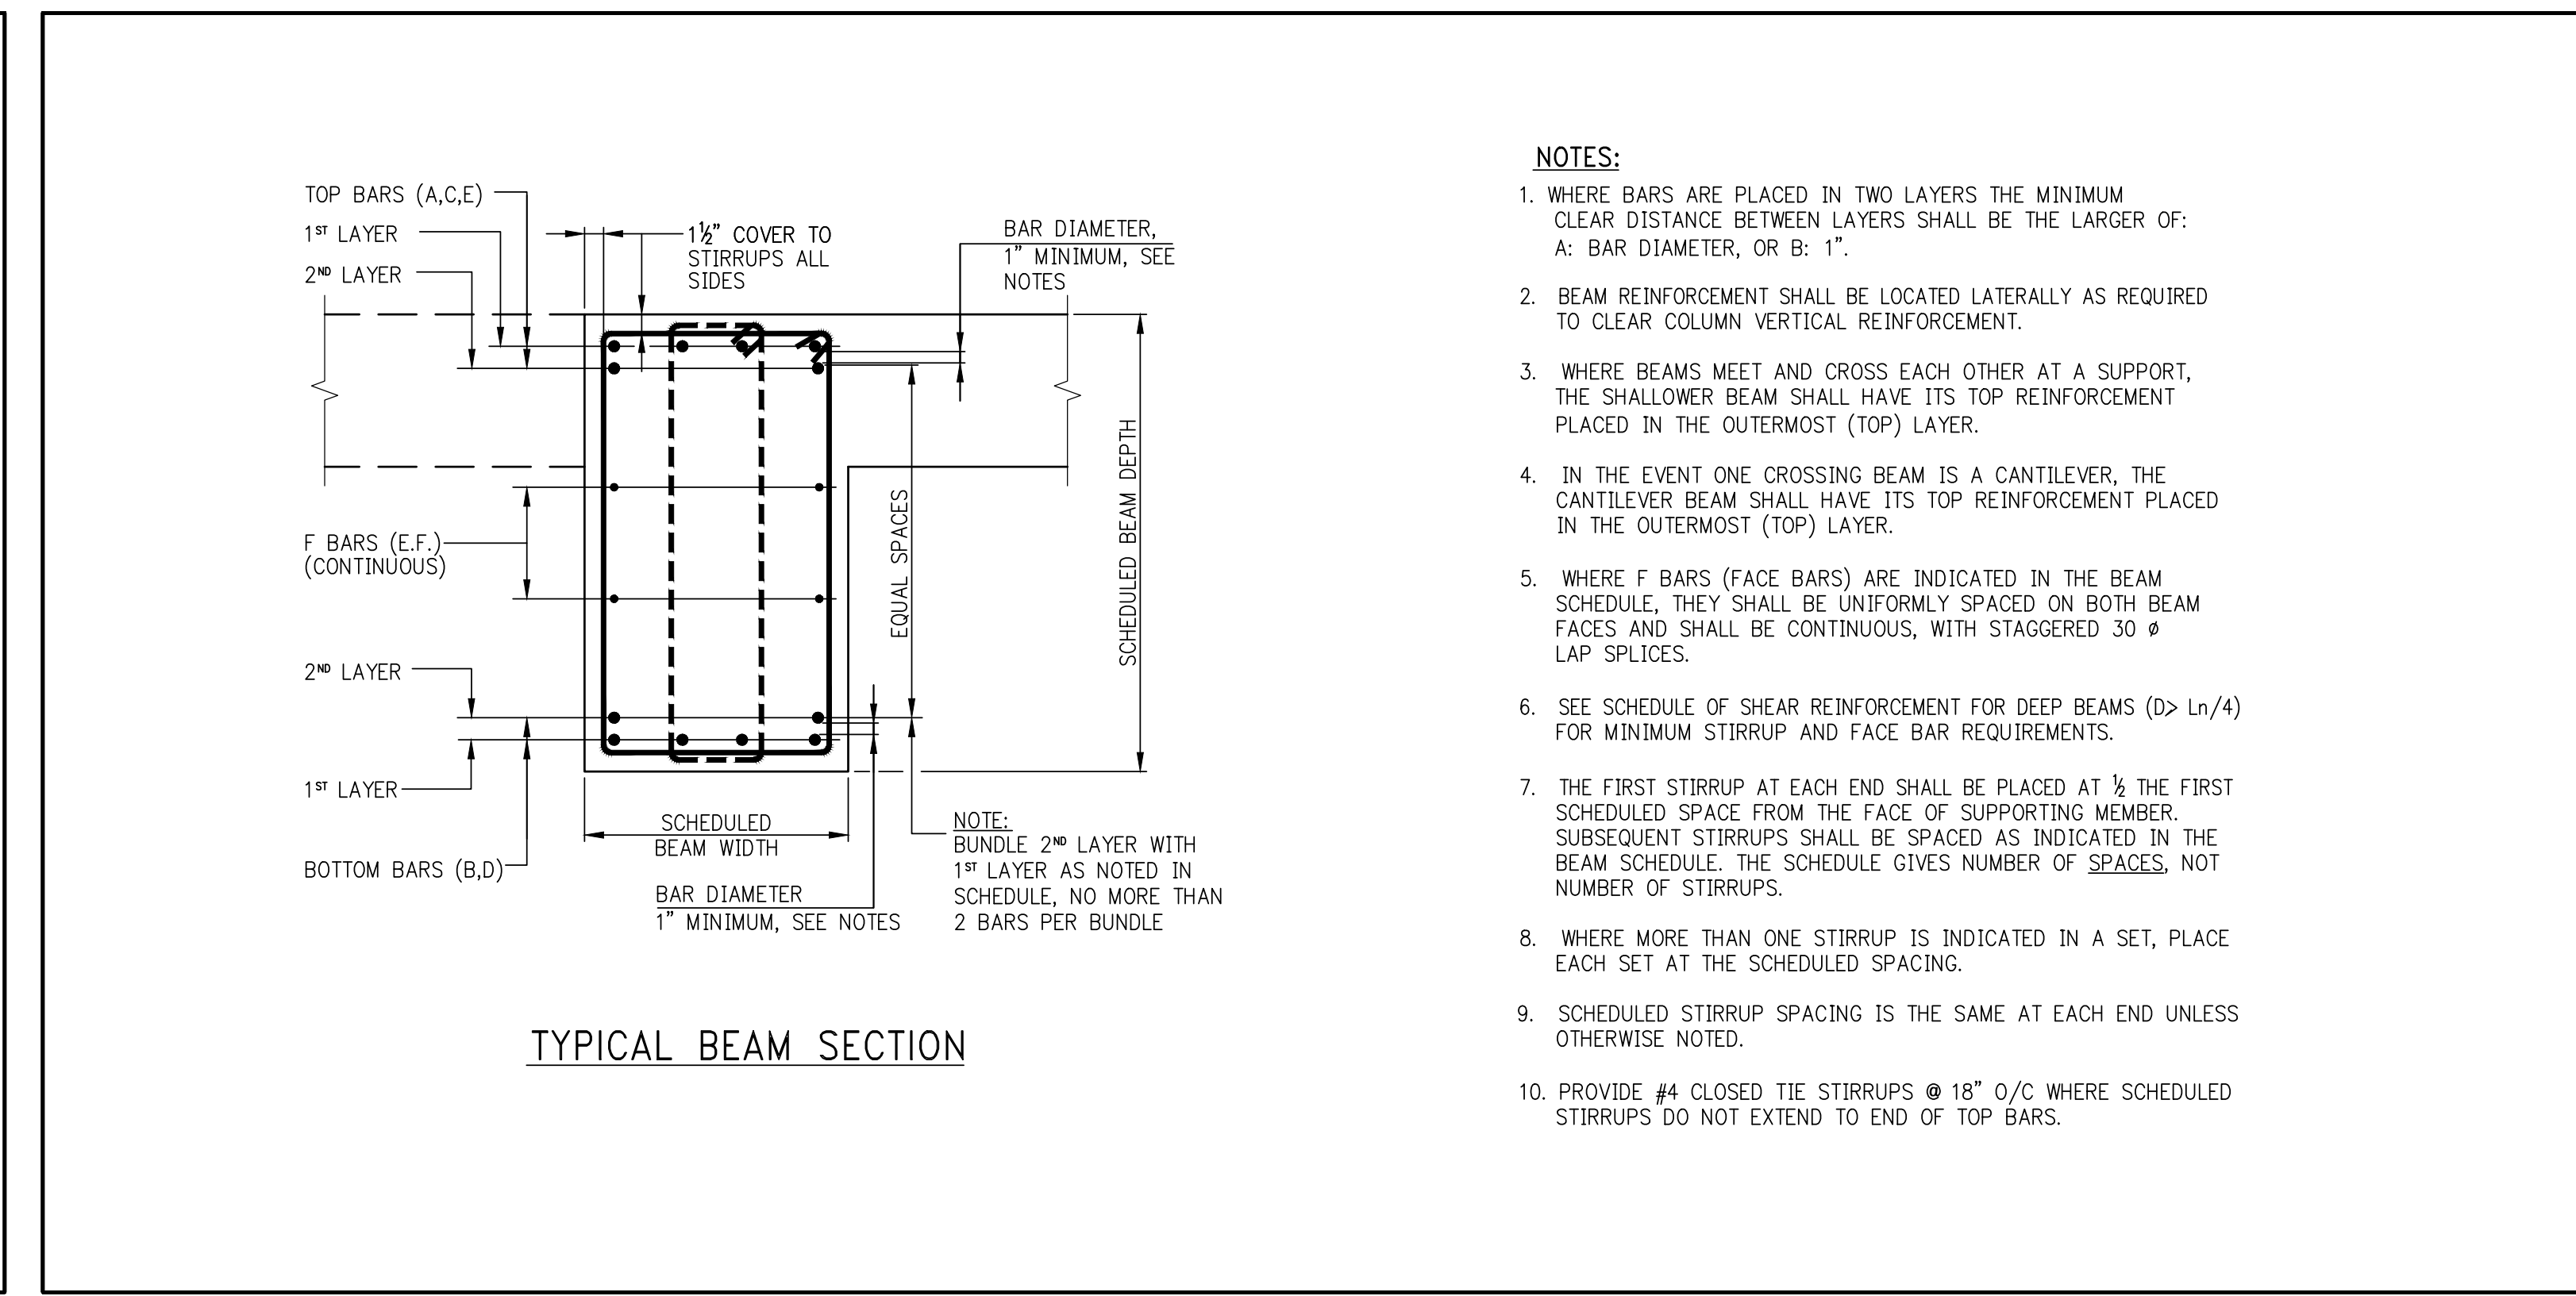 TOP BARS (A,C,E)
1ST LAYER
2ND LAYER
1½" COVER TO
STIRRUPS ALL
SIDES
BAR DIAMETER,
1" MINIMUM, SEE
NOTES
F BARS (E.F.)
(CONTINUOUS)
EQUAL SPACES
SCHEDULED BEAM DEPTH
2ND LAYER
1ST LAYER
BOTTOM BARS (B,D)
SCHEDULED
BEAM WIDTH
BAR DIAMETER
1" MINIMUM, SEE NOTES
NOTE:
BUNDLE 2ND LAYER WITH
1ST LAYER AS NOTED IN
SCHEDULE, NO MORE THAN
2 BARS PER BUNDLE
TYPICAL BEAM SECTION
NOTES:
1. WHERE BARS ARE PLACED IN TWO LAYERS THE MINIMUM
CLEAR DISTANCE BETWEEN LAYERS SHALL BE THE LARGER OF:
A: BAR DIAMETER, OR B: 1".
2. BEAM REINFORCEMENT SHALL BE LOCATED LATERALLY AS REQUIRED
TO CLEAR COLUMN VERTICAL REINFORCEMENT.
3. WHERE BEAMS MEET AND CROSS EACH OTHER AT A SUPPORT,
THE SHALLOWER BEAM SHALL HAVE ITS TOP REINFORCEMENT
PLACED IN THE OUTERMOST (TOP) LAYER.
4. IN THE EVENT ONE CROSSING BEAM IS A CANTILEVER, THE
CANTILEVER BEAM SHALL HAVE ITS TOP REINFORCEMENT PLACED
IN THE OUTERMOST (TOP) LAYER.
5. WHERE F BARS (FACE BARS) ARE INDICATED IN THE BEAM
SCHEDULE, THEY SHALL BE UNIFORMLY SPACED ON BOTH BEAM
FACES AND SHALL BE CONTINUOUS, WITH STAGGERED 30 ø
LAP SPLICES.
6. SEE SCHEDULE OF SHEAR REINFORCEMENT FOR DEEP BEAMS (D> Ln/4)
FOR MINIMUM STIRRUP AND FACE BAR REQUIREMENTS.
7. THE FIRST STIRRUP AT EACH END SHALL BE PLACED AT ½ THE FIRST
SCHEDULED SPACE FROM THE FACE OF SUPPORTING MEMBER.
SUBSEQUENT STIRRUPS SHALL BE SPACED AS INDICATED IN THE
BEAM SCHEDULE. THE SCHEDULE GIVES NUMBER OF SPACES, NOT
NUMBER OF STIRRUPS.
8. WHERE MORE THAN ONE STIRRUP IS INDICATED IN A SET, PLACE
EACH SET AT THE SCHEDULED SPACING.
9. SCHEDULED STIRRUP SPACING IS THE SAME AT EACH END UNLESS
OTHERWISE NOTED.
10. PROVIDE #4 CLOSED TIE STIRRUPS @ 18" O/C WHERE SCHEDULED
STIRRUPS DO NOT EXTEND TO END OF TOP BARS.